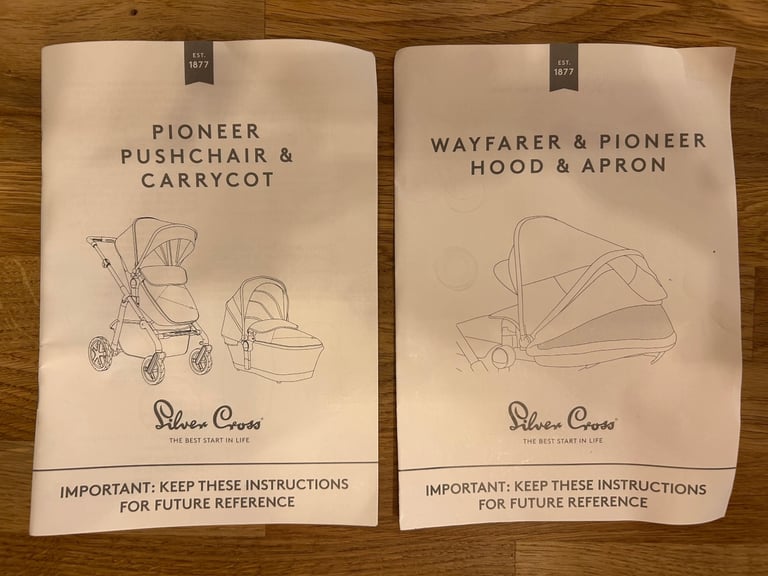 EST.
1877
PIONEER
PUSHCHAIR &
CARRYCOT
Silver Cross
THE BEST START IN LIFE
IMPORTANT: KEEP THESE INSTRUCTIONS
FOR FUTURE REFERENCE
EST.
1877
WAYFARER & PIONEER
HOOD & APRON
Silver Cross
THE BEST START IN LIFE
IMPORTANT: KEEP THESE INSTRUCTIONS
FOR FUTURE REFERENCE